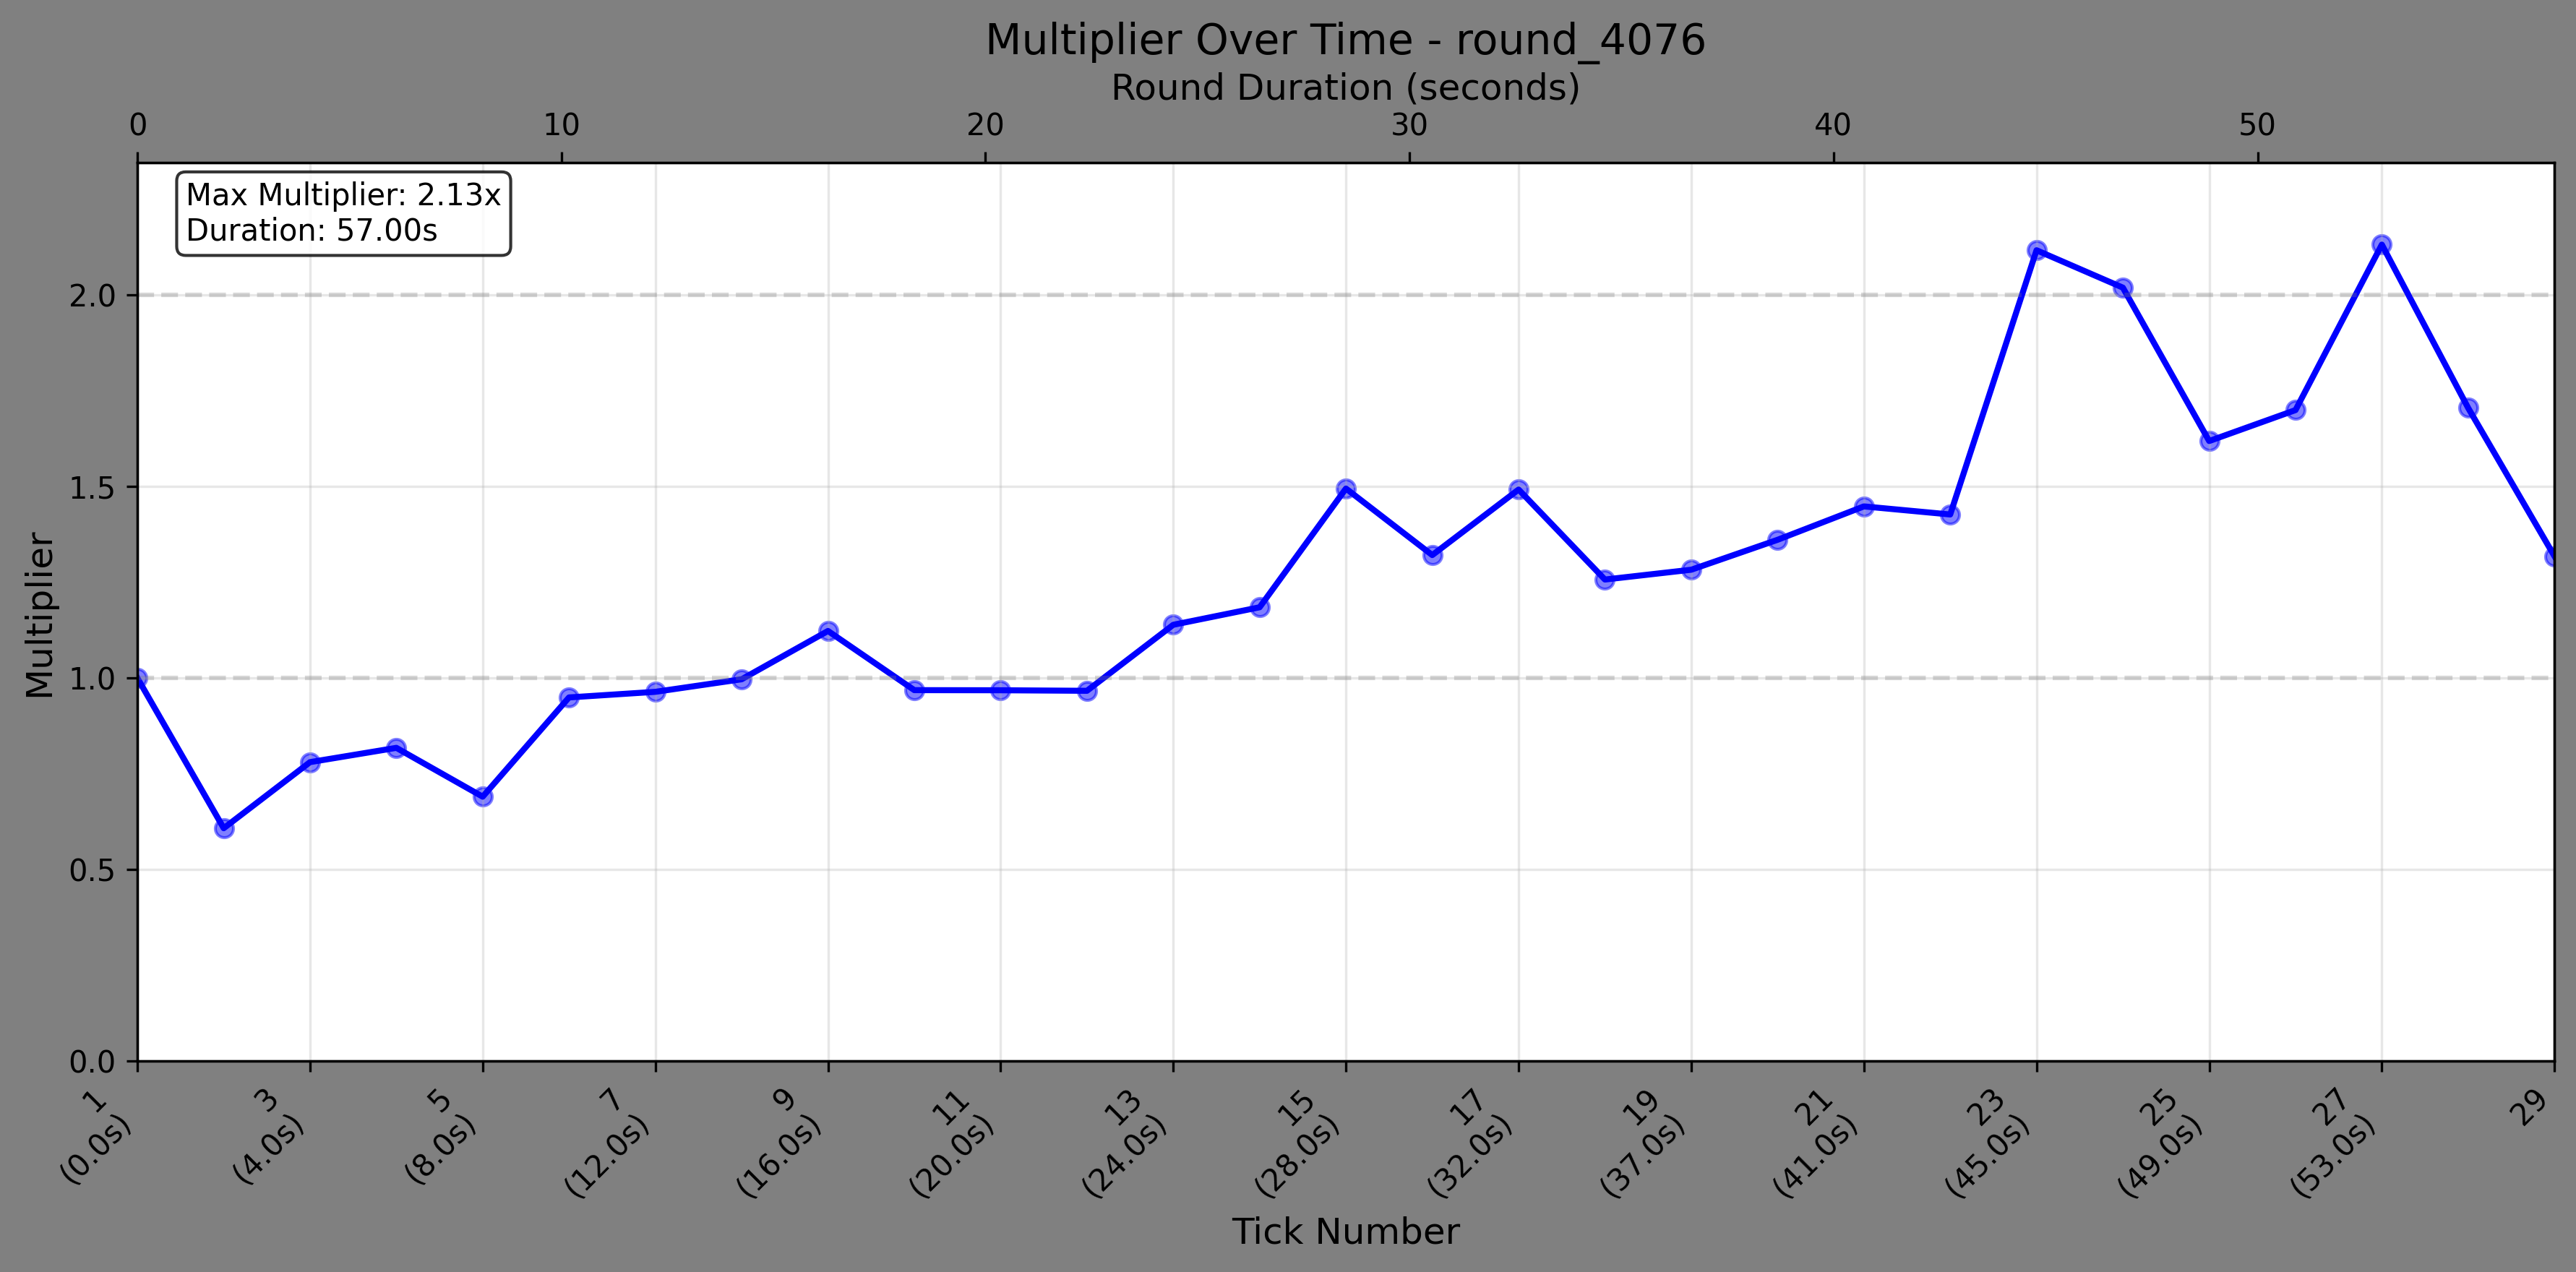 Multiplier Over Time - round_4076
Round Duration (seconds)
0 10 20 30 40 50
Max Multiplier: 2.13x
Duration: 57.00s
Multiplier
2.0
1.5
1.0
0.5
0.0
1
(0.0s)
3
(4.0s)
5
(8.0s)
7
(12.0s)
9
(16.0s)
11
(20.0s)
13
(24.0s)
15
(28.0s)
17
(32.0s)
19
(37.0s)
21
(41.0s)
23
(45.0s)
25
(49.0s)
27
(53.0s)
29
Tick Number